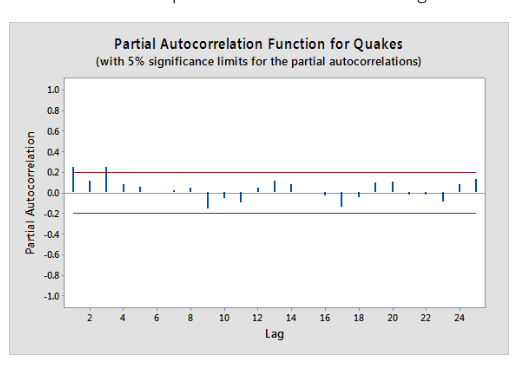 Partial Autocorrelation Function for Quakes
(with 5% significance limits for the partial autocorrelations)
1.0
0.8
0.6
0.4
0.2
0.0
-0.2
-0.4
-0.6
-0.8
-1.0
Partial Autocorrelation
2 4 6 8 10 12 14 16 18 20 22 24
Lag